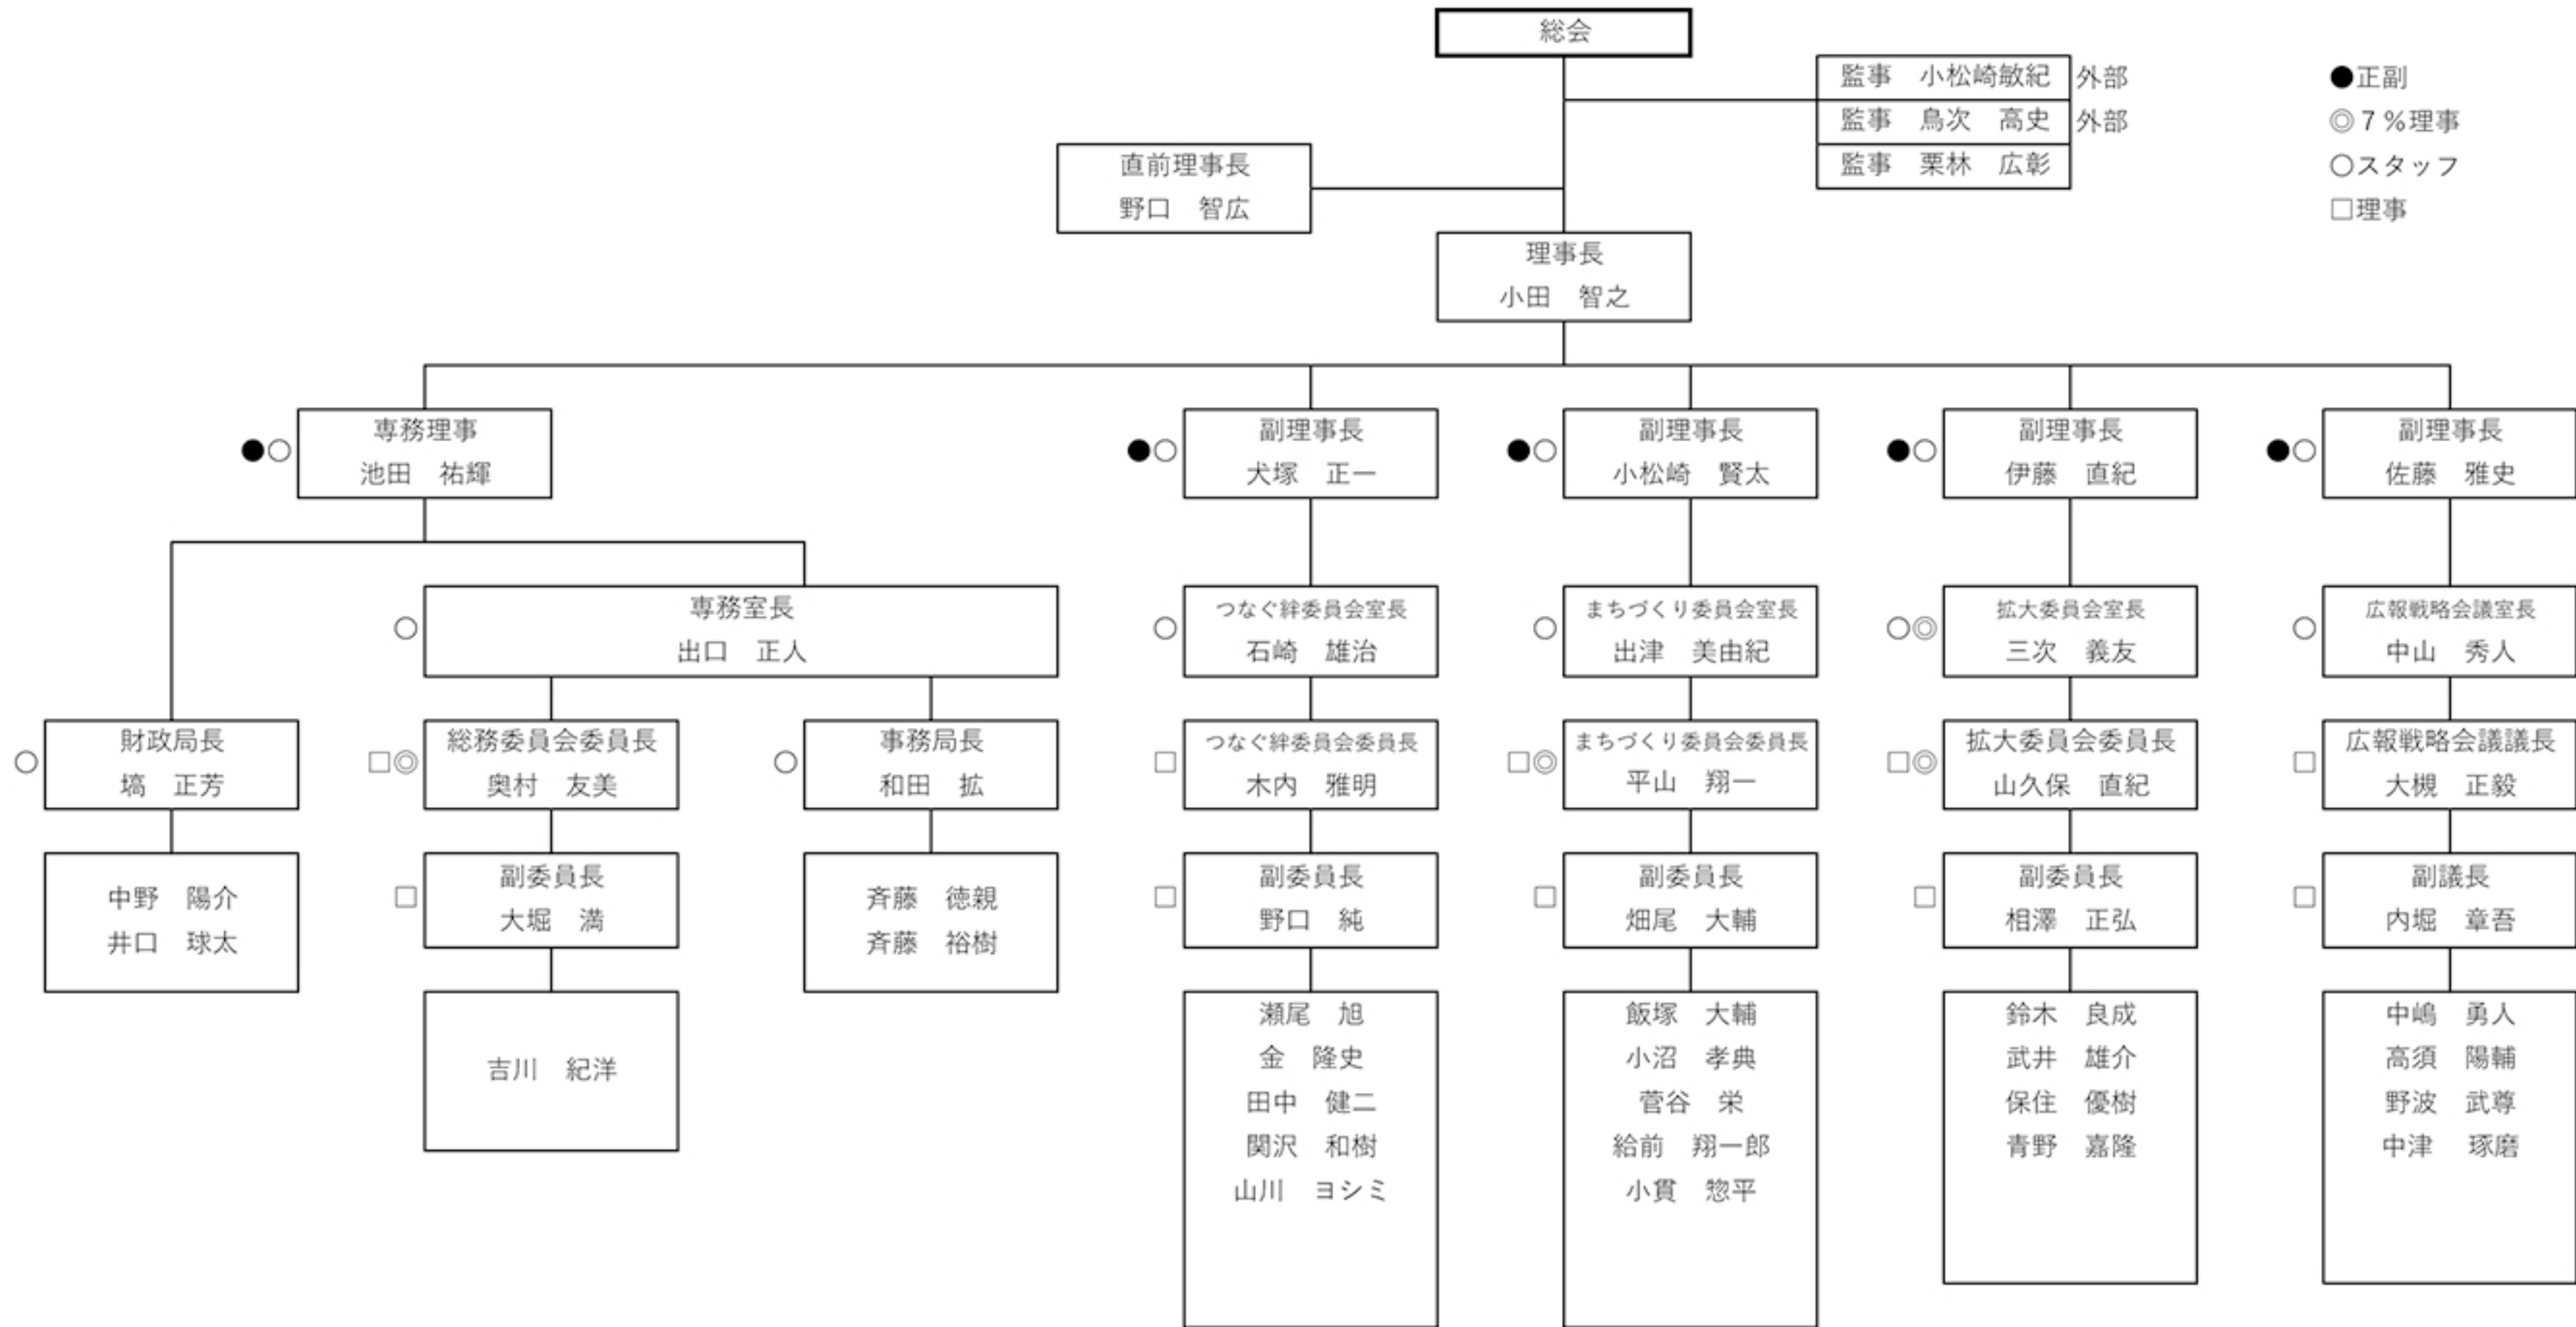 総会
監事　小松崎敏紀 外部
監事　鳥次　高史 外部
監事　栗林　広彰
●正副
◎７％理事
○スタッフ
□理事
直前理事長
野口　智広
理事長
小田　智之
●○
専務理事
池田　祐輝
●○
副理事長
犬塚　正一
●○
副理事長
小松崎　賢太
●○
副理事長
伊藤　直紀
●○
副理事長
佐藤　雅史
○
専務室長
出口　正人
○
つなぐ絆委員会室長
石崎　雄治
○
まちづくり委員会室長
出津　美由紀
○◎
拡大委員会室長
三次　義友
○
広報戦略会議室長
中山　秀人
○
財政局長
塙　正芳
□◎
総務委員会委員長
奥村　友美
○
事務局長
和田　拡
□
つなぐ絆委員会委員長
木内　雅明
□◎
まちづくり委員会委員長
平山　翔一
□◎
拡大委員会委員長
山久保　直紀
□
広報戦略会議議長
大槻　正毅
中野　陽介
井口　球太
□
副委員長
大堀　満
斉藤　徳親
斉藤　裕樹
□
副委員長
野口　純
□
副委員長
畑尾　大輔
□
副委員長
相澤　正弘
□
副議長
内堀　章吾
吉川　紀洋
瀬尾　旭
金　隆史
田中　健二
関沢　和樹
山川　ヨシミ
飯塚　大輔
小沼　孝典
菅谷　栄
給前　翔一郎
小貫　惣平
鈴木　良成
武井　雄介
保住　優樹
青野　嘉隆
中嶋　勇人
高須　陽輔
野波　武尊
中津　琢磨